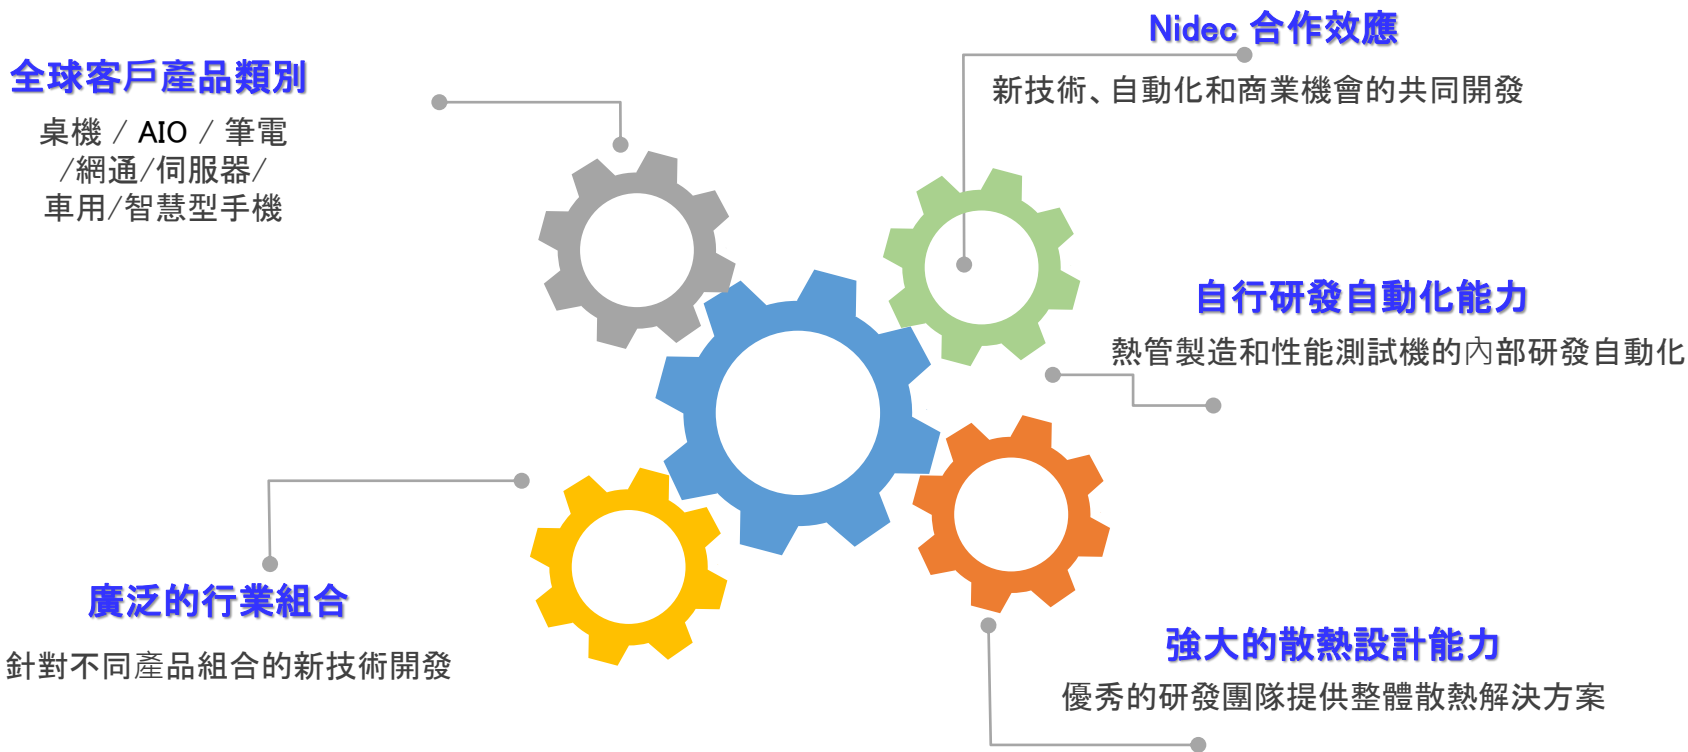 Nidec 合作效應
新技術、自動化和商業機會的共同開發
全球客戶產品類別
桌機 / AIO / 筆電
/網通/伺服器/
車用/智慧型手機
自行研發自動化能力
熱管製造和性能測試機的內部研發自動化
廣泛的行業組合
針對不同產品組合的新技術開發
強大的散熱設計能力
優秀的研發團隊提供整體散熱解決方案